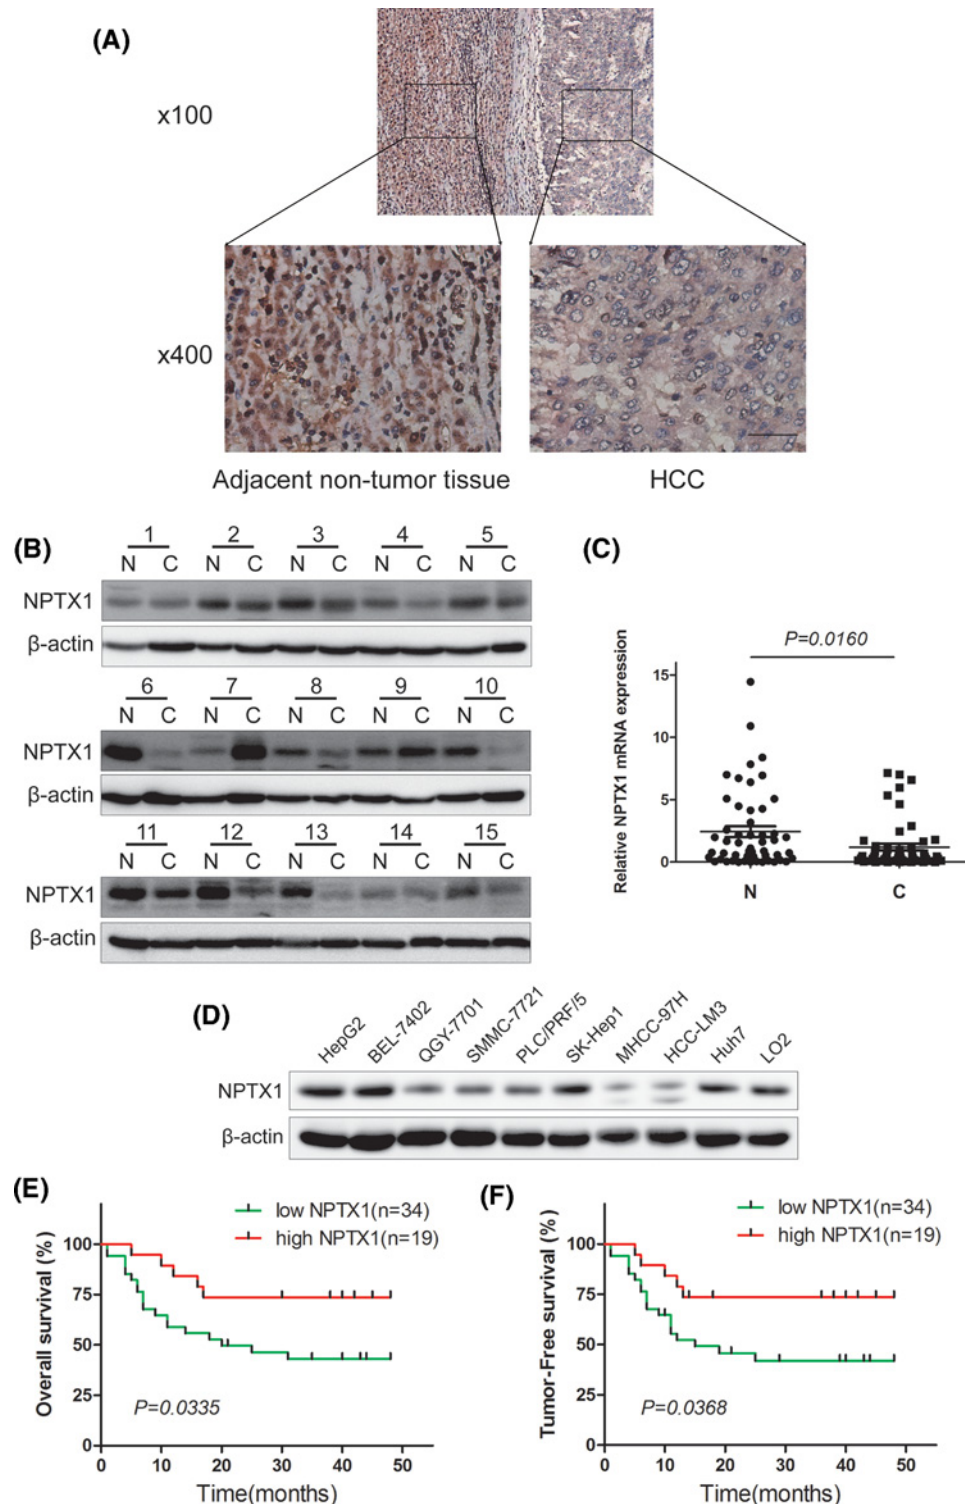 (A)
x100
x400
Adjacent non-tumor tissue HCC
(B)
1 2 3 4 5
N C N C N C N C N C
NPTX1
β-actin
6 7 8 9 10
N C N C N C N C N C
NPTX1
β-actin
11 12 13 14 15
N C N C N C N C N C
NPTX1
β-actin
(C)
P=0.0160
Relative NPTX1 mRNA expression
15
10
5
0
N C
(D)
HepG2 BEL-7402 QGY-7701 SMMC-7721 PLC/PRF/5 SK-Hep1 MHCC-97H HCC-LM3 Huh7 LO2
NPTX1
β-actin
(E)
low NPTX1(n=34)
high NPTX1(n=19)
Overall survival (%)
100
75
50
25
0
P=0.0335
0 10 20 30 40 50
Time(months)
(F)
low NPTX1(n=34)
high NPTX1(n=19)
Tumor-Free survival (%)
100
75
50
25
0
P=0.0368
0 10 20 30 40 50
Time(months)